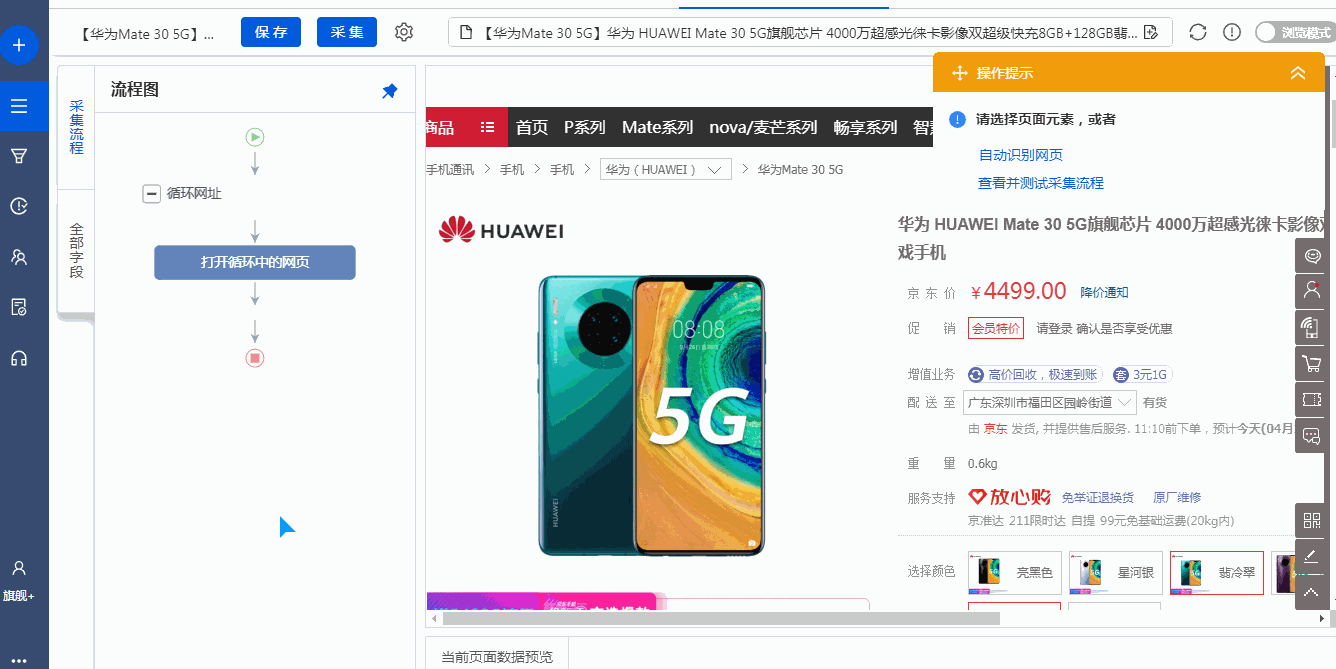 【华为Mate 30 5G】...
保存
采集
【华为Mate 30 5G】华为 HUAWEI Mate 30 5G旗舰芯片 4000万超感光徕卡影像双超级快充8GB+128GB翡...
浏览模式
采集流程
全部字段
旗舰+
流程图
循环网址
打开循环中的网页
操作提示
请选择页面元素，或者
自动识别网页
查看并测试采集流程
商品
首页
P系列
Mate系列
nova/麦芒系列
畅享系列
智
手机通讯 > 手机 > 手机 > 华为（HUAWEI） > 华为Mate 30 5G
HUAWEI
08:08
5G
HUAWEI
华为 HUAWEI Mate 30 5G旗舰芯片 4000万超感光徕卡影像双
戏手机
京东价 ￥4499.00 降价通知
促销 会员特价 请登录 确认是否享受优惠
增值业务 高价回收，极速到账 套 3元1G
配送至 广东深圳市福田区园岭街道 有货
由 京东 发货, 并提供售后服务. 11:10前下单，预计今天(04月
重量 0.6kg
服务支持 放心购 免举证退换货 原厂维修
京准达 211限时达 自提 99元免基础运费(20kg内)
选择颜色 亮黑色 星河银 翡冷翠
当前页面数据预览